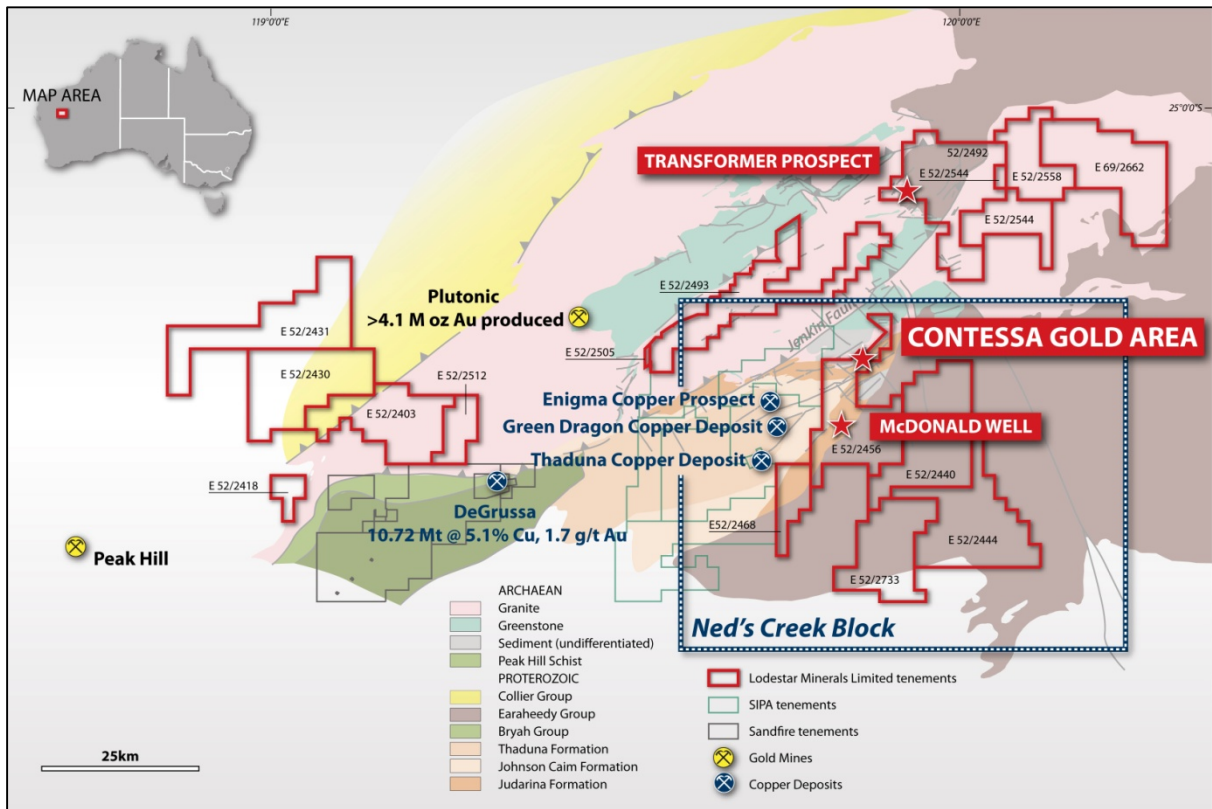 119°0'0"E
120°0'0"E
MAP AREA
25°0'0"S
TRANSFORMER PROSPECT
52/2492
E 52/2544
E 52/2558
E 69/2662
E 52/2544
E 52/2493
Plutonic
>4.1 M oz Au produced
E 52/2431
E 52/2430
E 52/2505
Jenkin Fault
CONTESSA GOLD AREA
E 52/2512
E 52/2403
Enigma Copper Prospect
Green Dragon Copper Deposit
McDONALD WELL
E 52/2456
Thaduna Copper Deposit
E 52/2440
E 52/2418
DeGrussa
10.72 Mt @ 5.1% Cu, 1.7 g/t Au
E52/2468
E 52/2444
Peak Hill
E 52/2733
Ned's Creek Block
ARCHAEAN
Granite
Greenstone
Sediment (undifferentiated)
Peak Hill Schist
PROTEROZOIC
Collier Group
Earaheedy Group
Bryah Group
Thaduna Formation
Johnson Cairn Formation
Judarina Formation
Lodestar Minerals Limited tenements
SIPA tenements
Sandfire tenements
Gold Mines
Copper Deposits
25km